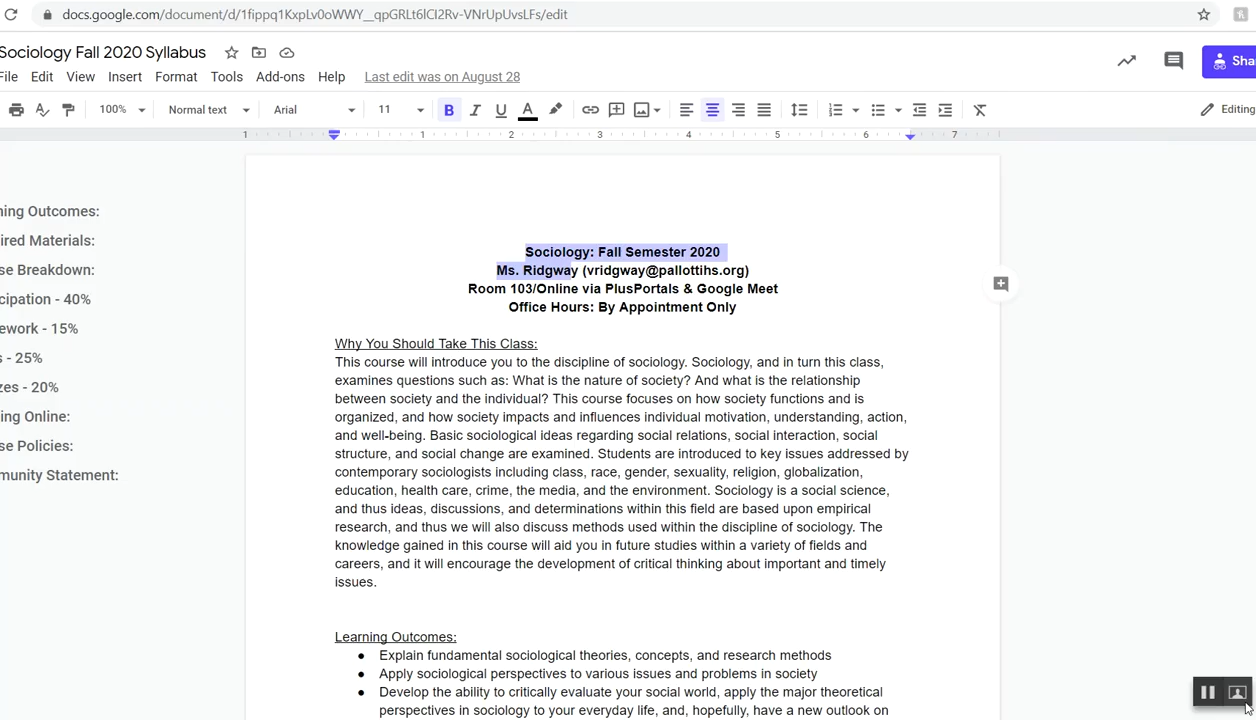 docs.google.com/document/d/1fippq1KxpLv0oWWY__qpGRLt6lCI2Rv-VNrUpUvsLFs/edit
Sociology Fall 2020 Syllabus
File Edit View Insert Format Tools Add-ons Help Last edit was on August 28
Sha
100% Normal text Arial 11 B I U A Editing
1 1 2 3 4 5 6 7
ning Outcomes:
ired Materials:
se Breakdown:
cipation - 40%
ework - 15%
s - 25%
zes - 20%
ing Online:
se Policies:
munity Statement:
Sociology: Fall Semester 2020
Ms. Ridgway (vridgway@pallottihs.org)
Room 103/Online via PlusPortals & Google Meet
Office Hours: By Appointment Only
Why You Should Take This Class:
This course will introduce you to the discipline of sociology. Sociology, and in turn this class,
examines questions such as: What is the nature of society? And what is the relationship
between society and the individual? This course focuses on how society functions and is
organized, and how society impacts and influences individual motivation, understanding, action,
and well-being. Basic sociological ideas regarding social relations, social interaction, social
structure, and social change are examined. Students are introduced to key issues addressed by
contemporary sociologists including class, race, gender, sexuality, religion, globalization,
education, health care, crime, the media, and the environment. Sociology is a social science,
and thus ideas, discussions, and determinations within this field are based upon empirical
research, and thus we will also discuss methods used within the discipline of sociology. The
knowledge gained in this course will aid you in future studies within a variety of fields and
careers, and it will encourage the development of critical thinking about important and timely
issues.
Learning Outcomes:
● Explain fundamental sociological theories, concepts, and research methods
● Apply sociological perspectives to various issues and problems in society
● Develop the ability to critically evaluate your social world, apply the major theoretical
perspectives in sociology to your everyday life, and, hopefully, have a new outlook on